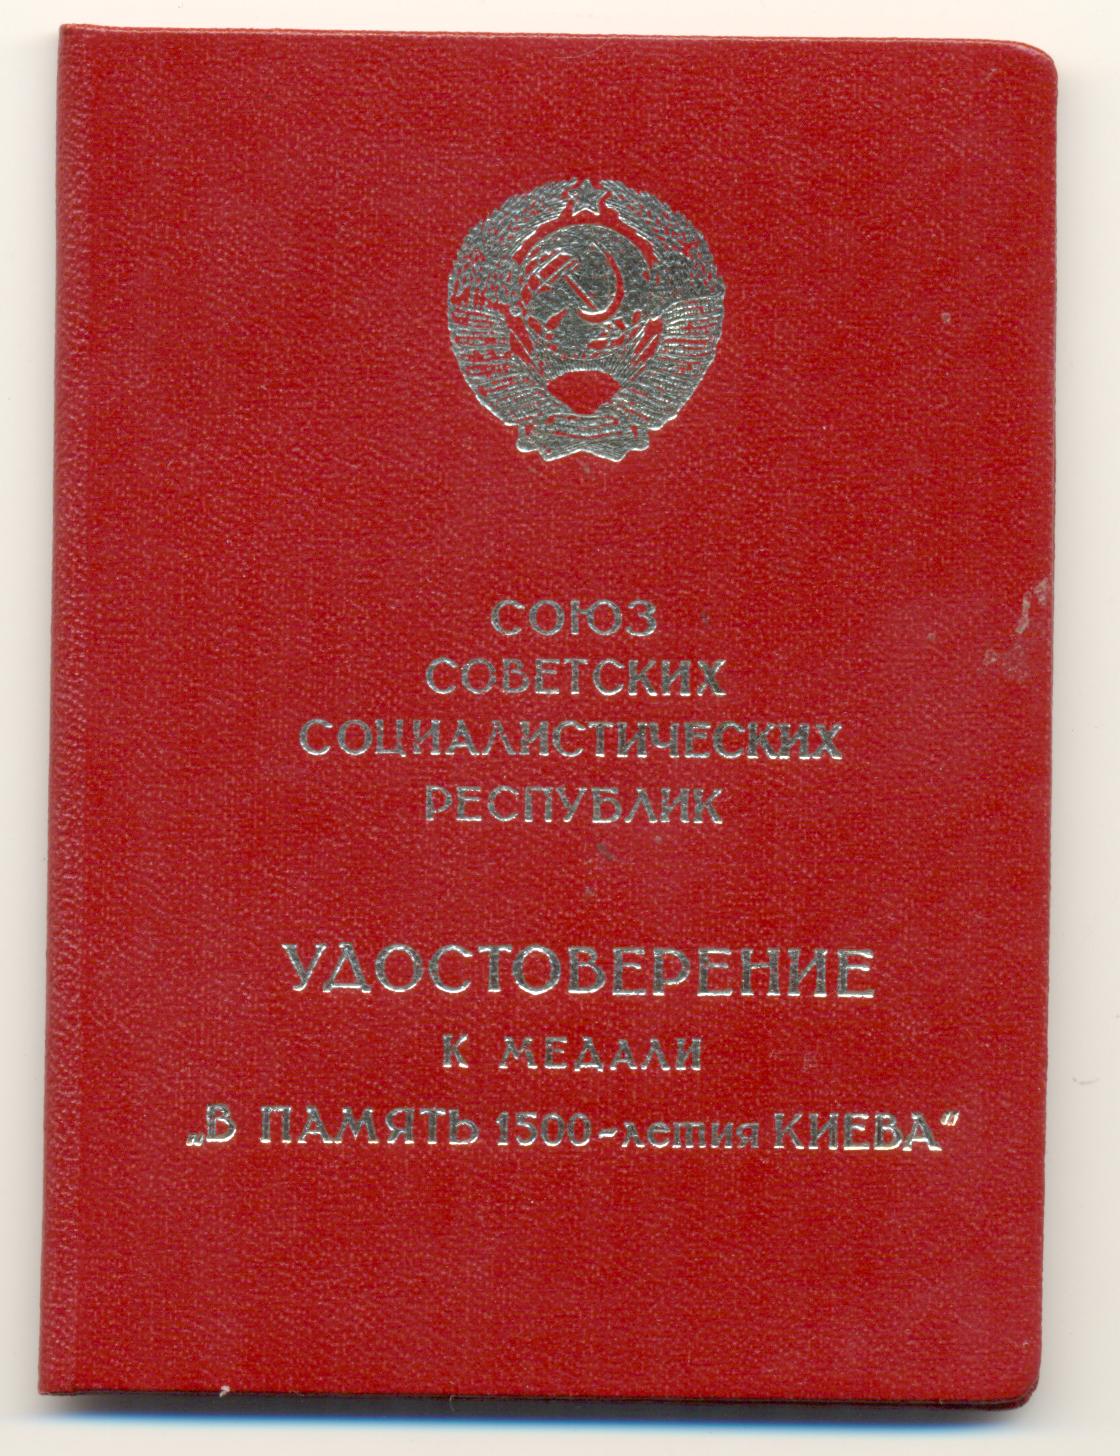 СОЮЗ
СОВЕТСКИХ
СОЦИАЛИСТИЧЕСКИХ
РЕСПУБЛИК
УДОСТОВЕРЕНИЕ
К МЕДАЛИ
„В ПАМЯТЬ 1500-летия КИЕВА“